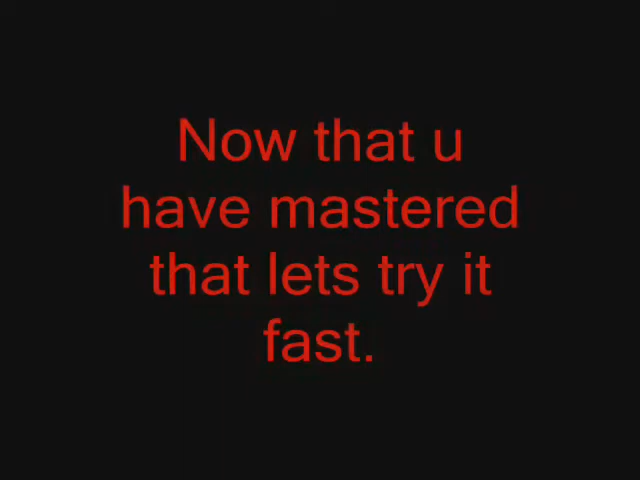 Now that u
have mastered
that lets try it
fast.